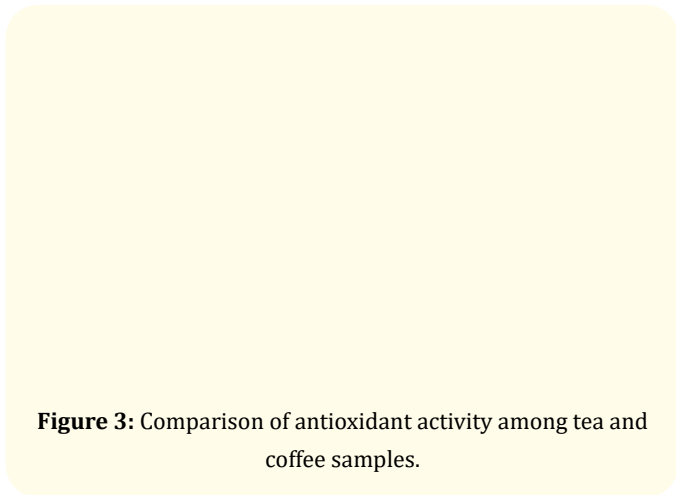 Figure 3: Comparison of antioxidant activity among tea and
coffee samples.